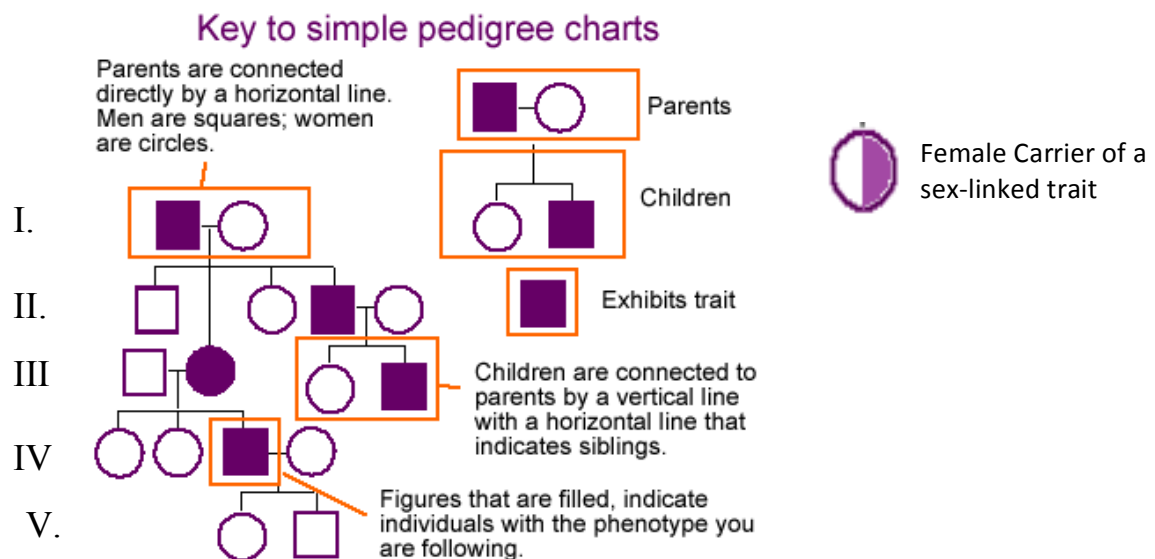 Key to simple pedigree charts
Parents are connected
directly by a horizontal line.
Men are squares; women
are circles.
Parents
Children
Exhibits trait
Female Carrier of a
sex-linked trait
I.
II.
III
IV
V.
Children are connected to
parents by a vertical line
with a horizontal line that
indicates siblings.
Figures that are filled, indicate
individuals with the phenotype you
are following.